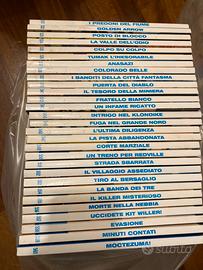 I PREDONI DEL FIUME
GOLDEN ARROW
POSTO DI BLOCCO
LA VALLE DELL'ODIO
COLPO SU COLPO
YUMAK L'INESORABILE
ANASAZI
COLORADO BELLE
I BANDITI DELLA CITTÀ FANTASMA
PUERTA DEL DIABLO
IL TESORO DELLA MINIERA
FRATELLO BIANCO
UN INFAME RICATTO
INTRIGO NEL KLONDIKE
FUGA NEL GRANDE NORD
L'ULTIMA DILIGENZA
LA PISTA ABBANDONATA
CORTE MARZIALE
UN TRENO PER REDVILLE
STRADA SBARRATA
IL VILLAGGIO ASSEDIATO
TIRO AL BERSAGLIO
LA BANDA DEI TRE
IL KILLER MISTERIOSO
MORTE NELLA NEBBIA
UCCIDETE KIT WILLER!
EVASIONE
MINUTI CONTATI
MOCTEZUMA!
subito